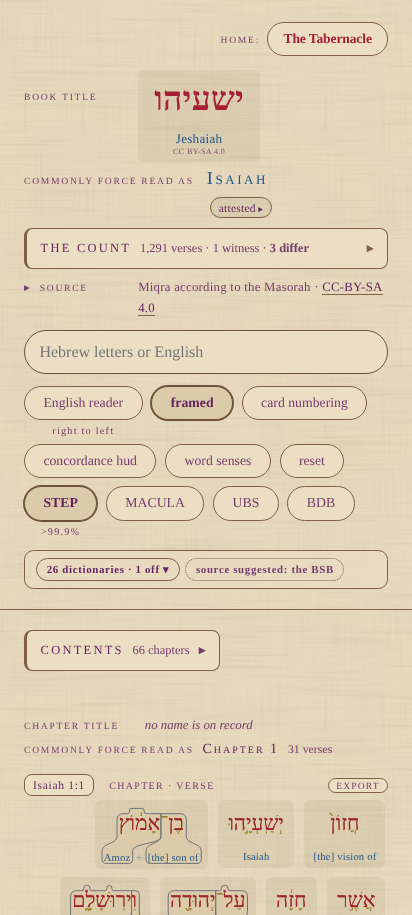 HOME: The Tabernacle
BOOK TITLE
ישעיהו
Jeshaiah
CC BY-SA 4.0
COMMONLY FORCE READ AS Isaiah
attested ▸
THE COUNT 1,291 verses · 1 witness · 3 differ ▸
▸ SOURCE Miqra according to the Masorah · CC-BY-SA 4.0
Hebrew letters or English
English reader framed card numbering
right to left
concordance hud word senses reset
STEP MACULA UBS BDB
>99.9%
26 dictionaries · 1 off ▾ source suggested: the BSB
CONTENTS 66 chapters ▸
CHAPTER TITLE no name is on record
COMMONLY FORCE READ AS Chapter 1 31 verses
Isaiah 1:1 CHAPTER · VERSE EXPORT
חֲזוֹן֙ יְשַֽׁעְיָ֣הוּ בֶן־אָמ֔וֹץ
[the] vision of Isaiah [the] son of + Amoz
אֲשֶׁ֣ר חָזָ֔ה עַל־יְהוּדָ֖ה וִירוּשָׁלָ֑͏ִם